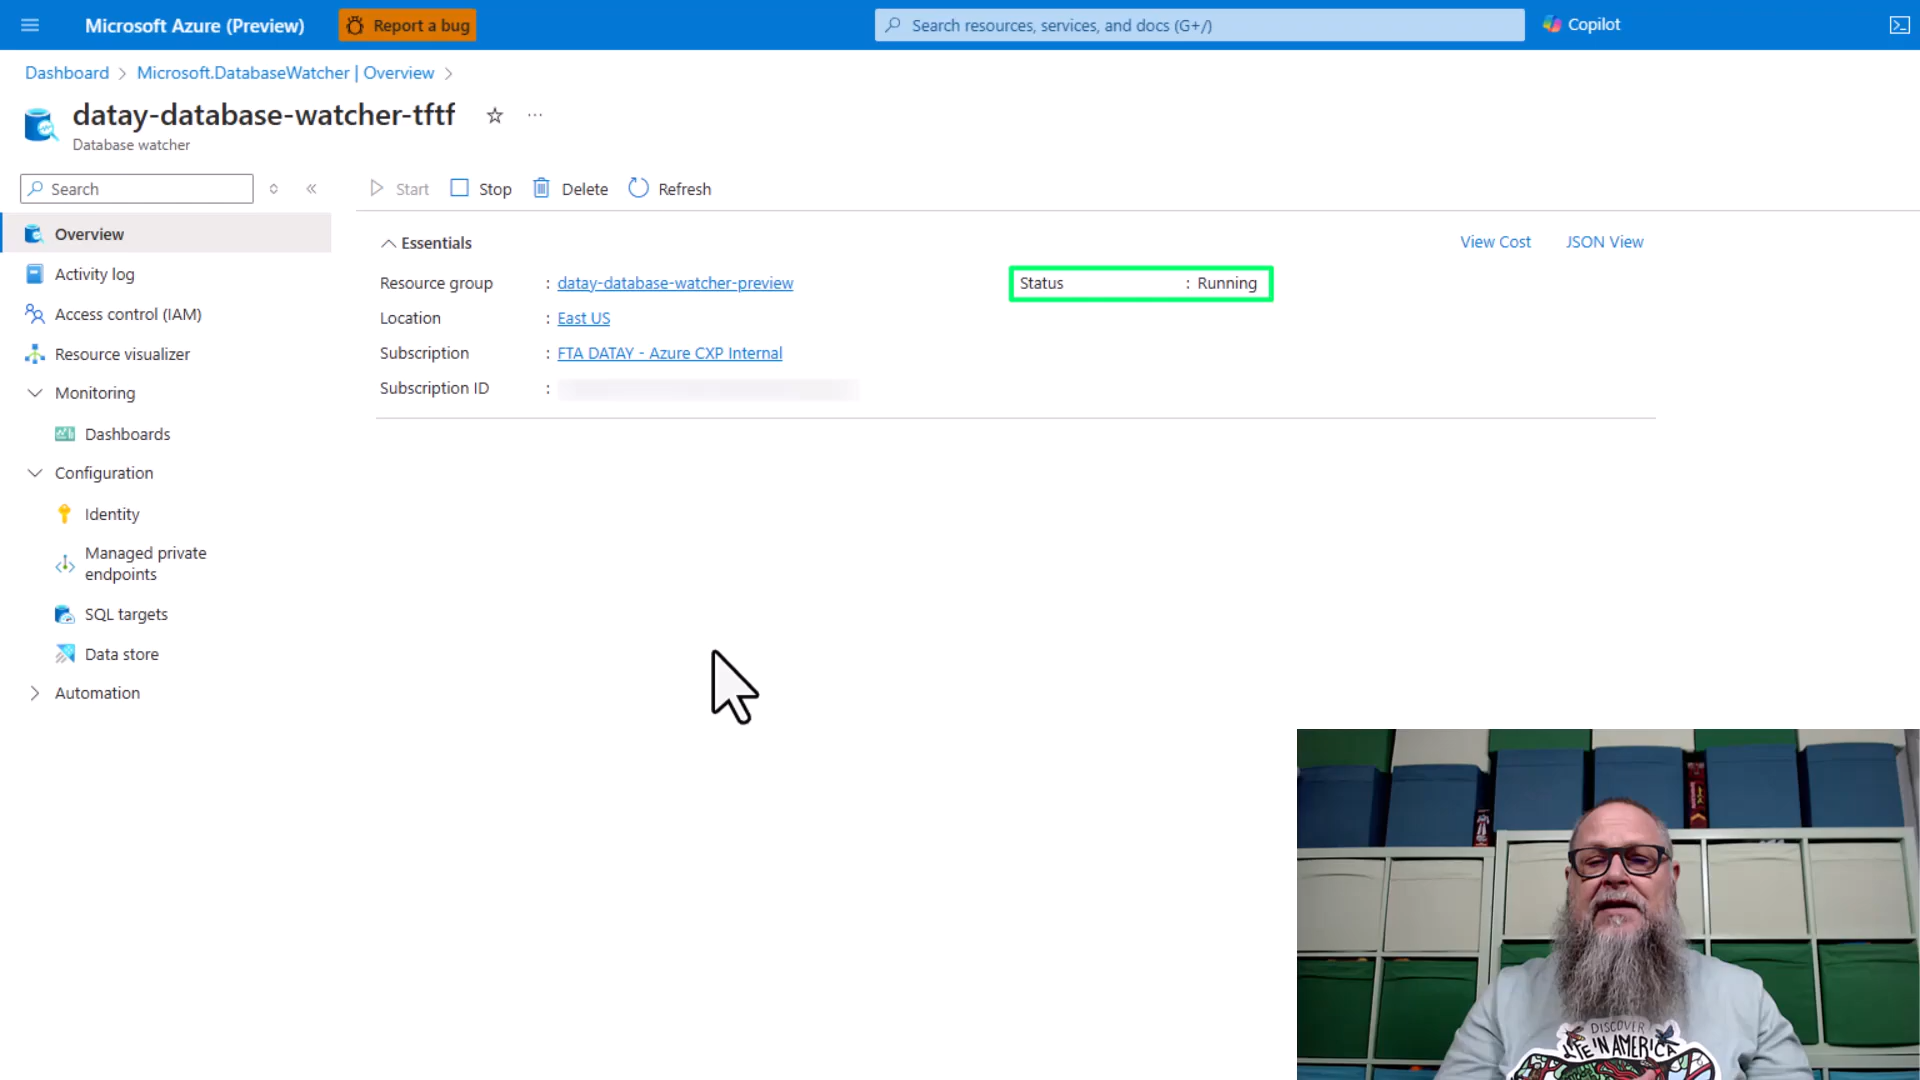 Microsoft Azure (Preview)
Report a bug
Search resources, services, and docs (G+/)
Copilot
Dashboard > Microsoft.DatabaseWatcher | Overview >
datay-database-watcher-tftf
Database watcher
Search
Start
Stop
Delete
Refresh
Overview
Activity log
Access control (IAM)
Resource visualizer
Monitoring
Dashboards
Configuration
Identity
Managed private
endpoints
SQL targets
Data store
Automation
Essentials
View Cost
JSON View
Resource group : datay-database-watcher-preview
Status : Running
Location : East US
Subscription : FTA DATAY - Azure CXP Internal
Subscription ID :
DISCOVER
LIFE IN AMERICA